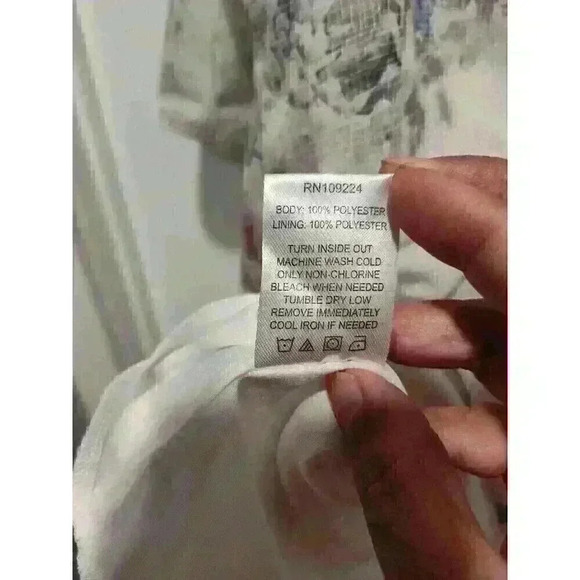 RN109224
BODY: 100% POLYESTER
LINING: 100% POLYESTER
TURN INSIDE OUT
MACHINE WASH COLD
ONLY NON-CHLORINE
BLEACH WHEN NEEDED
TUMBLE DRY LOW
REMOVE IMMEDIATELY
COOL IRON IF NEEDED